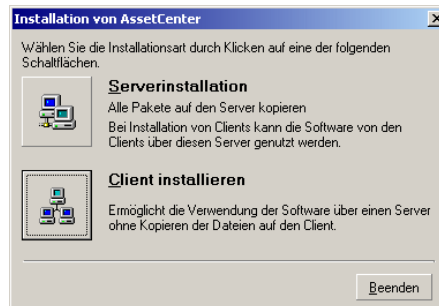 Installation von AssetCenter
Wählen Sie die Installationsart durch Klicken auf eine der folgenden
Schaltflächen.
Serverinstallation
Alle Pakete auf den Server kopieren
Bei Installation von Clients kann die Software von den
Clients über diesen Server genutzt werden.
Client installieren
Ermöglicht die Verwendung der Software über einen Server
ohne Kopieren der Dateien auf den Client.
Beenden